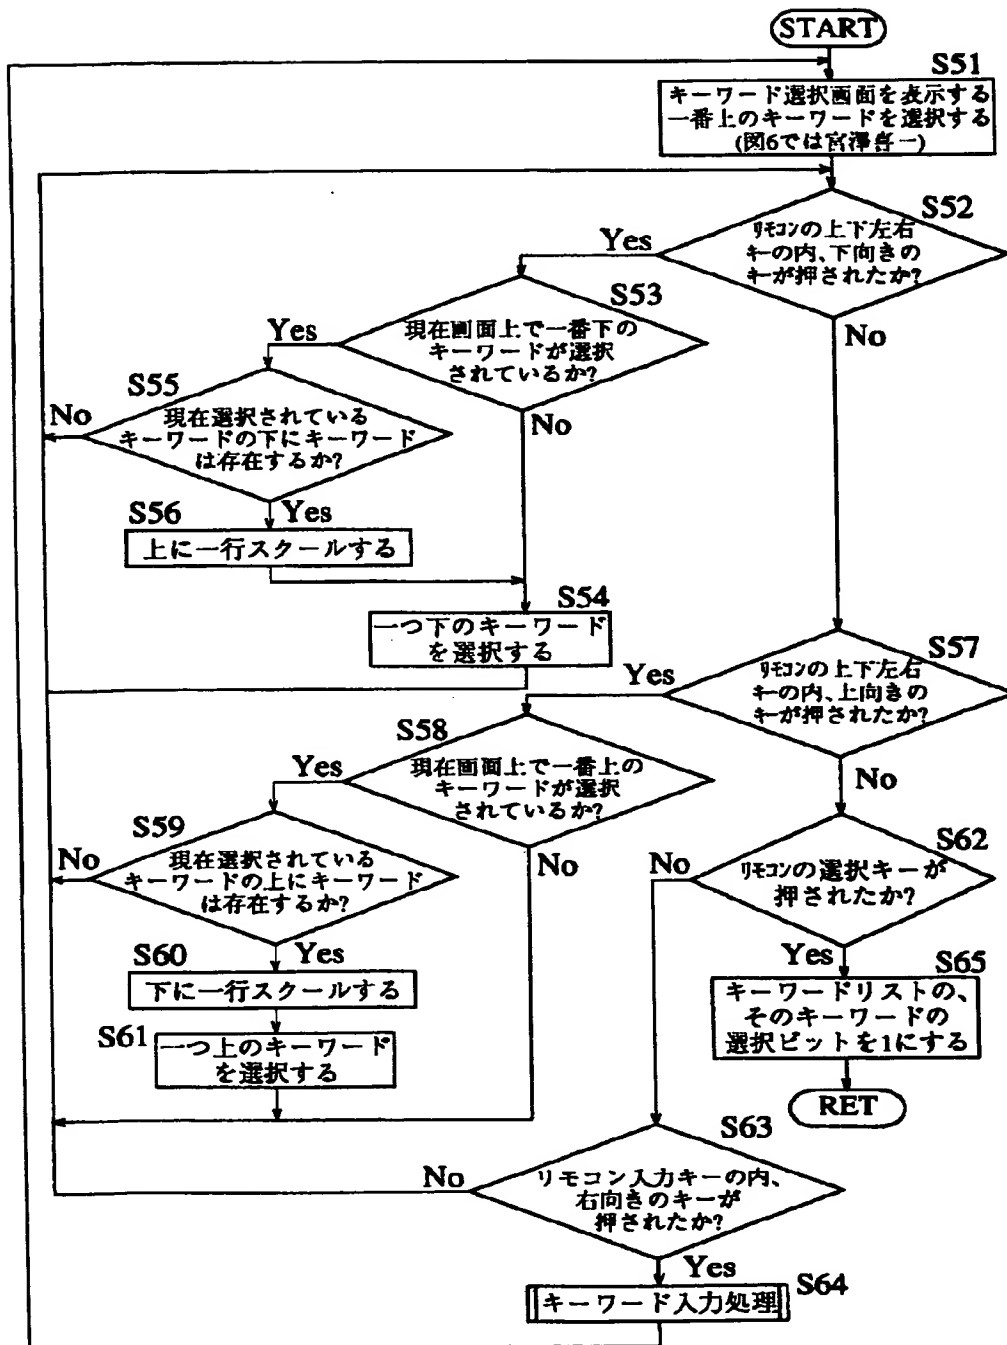 START
S51
キーワード選択画面を表示する
一番上のキーワードを選択する
(図6では宮澤喜一)
S52
リモコンの上下左右
キーの内、下向きの
キーが押されたか?
Yes
No
S53
現在画面上で一番下の
キーワードが選択
されているか?
Yes
No
S55
現在選択されている
キーワードの下にキーワード
は存在するか?
No
Yes
S56
上に一行スクールする
S54
一つ下のキーワード
を選択する
S57
リモコンの上下左右
キーの内、上向きの
キーが押されたか?
Yes
No
S58
現在画面上で一番上の
キーワードが選択
されているか?
Yes
No
S59
現在選択されている
キーワードの上にキーワード
は存在するか?
No
Yes
S60
下に一行スクールする
S61
一つ上のキーワード
を選択する
S62
リモコンの選択キーが
押されたか?
No
Yes
S65
キーワードリストの、
そのキーワードの
選択ビットを1にする
RET
S63
リモコン入力キーの内、
右向きのキーが
押されたか?
No
Yes
S64
キーワード入力処理